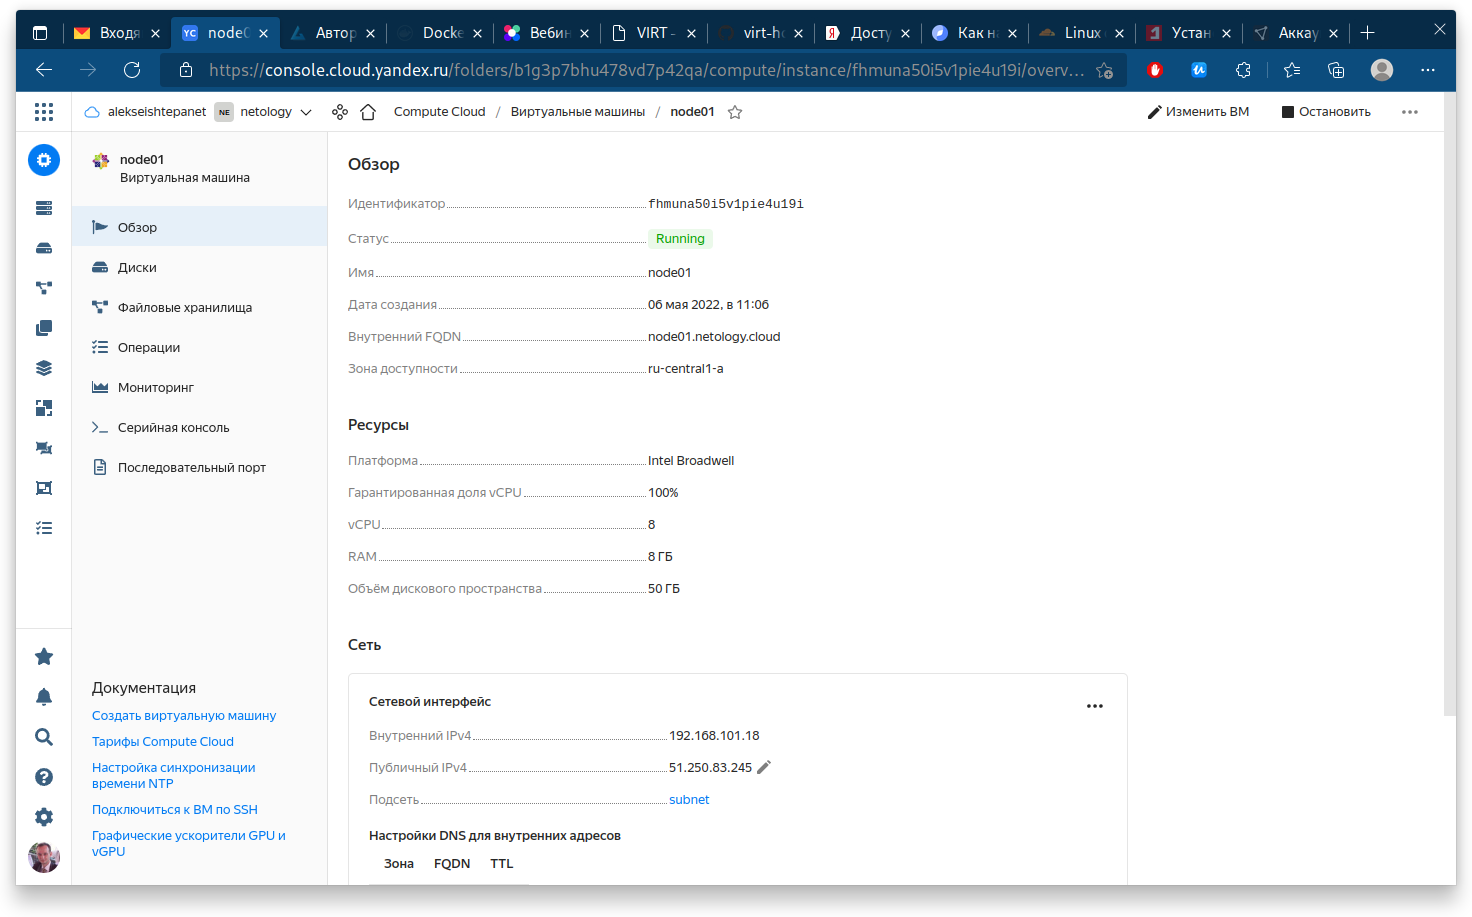 Входя
YC
node0
Автор
Docke
Вебин
VIRT -
virt-ho
Я
Досту
Как на
Linux
Устан
Аккау
https://console.cloud.yandex.ru/folders/b1g3p7bhu478vd7p42qa/compute/instance/fhmuna50i5v1pie4u19i/overv...
alekseishtepanet
NE
netology
Compute Cloud / Виртуальные машины / node01
Изменить ВМ
Остановить
node01
Виртуальная машина
Обзор
Диски
Файловые хранилища
Операции
Мониторинг
Серийная консоль
Последовательный порт
Документация
Создать виртуальную машину
Тарифы Compute Cloud
Настройка синхронизации
времени NTP
Подключиться к ВМ по SSH
Графические ускорители GPU и
vGPU
Обзор
Идентификатор fhmuna50i5v1pie4u19i
Статус Running
Имя node01
Дата создания 06 мая 2022, в 11:06
Внутренний FQDN node01.netology.cloud
Зона доступности ru-central1-a
Ресурсы
Платформа Intel Broadwell
Гарантированная доля vCPU 100%
vCPU 8
RAM 8 ГБ
Объём дискового пространства 50 ГБ
Сеть
Сетевой интерфейс
Внутренний IPv4 192.168.101.18
Публичный IPv4 51.250.83.245
Подсеть subnet
Настройки DNS для внутренних адресов
Зона FQDN TTL